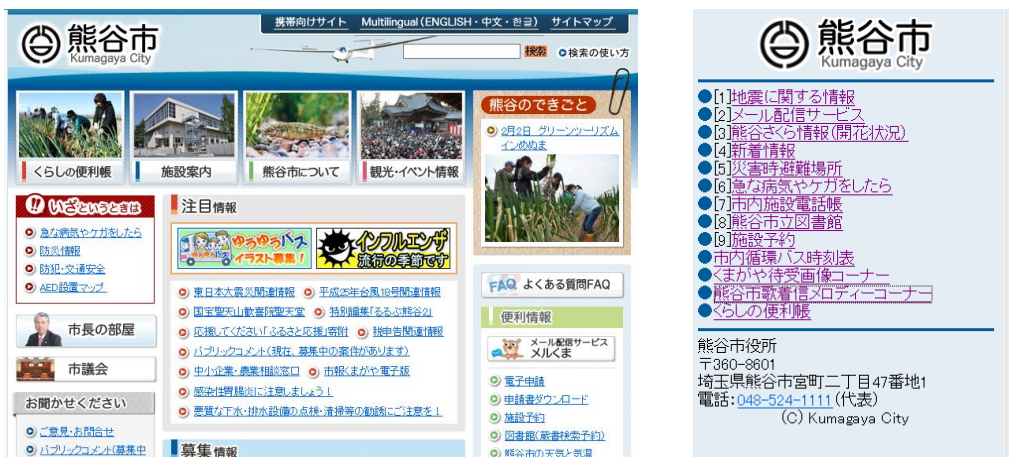 携帯向けサイト Multilingual(ENGLISH・中文・한글) サイトマップ
熊谷市
Kumagaya City
検索 検索の使い方
くらしの便利帳
施設案内
熊谷市について
観光・イベント情報
熊谷のできごと
2月2日 グリーンツーリズム
インめぬま
いざというときは
急な病気やケガをしたら
防災情報
防犯・交通安全
AED設置マップ
市長の部屋
市議会
お聞かせください
ご意見・お問合せ
パブリックコメント(募集中
注目情報
ゆうゆうバス
イラスト募集!
インフルエンザ
流行の季節です
東日本大震災関連情報 平成25年台風18号関連情報
国宝聖天山歓喜院聖天堂 特別編集「るるぶ熊谷2」
応援してください「ふるさと応援」寄附 税申告関連情報
パブリックコメント(現在、募集中の案件があります)
中小企業・農業相談窓口 市報くまがや電子版
感染性胃腸炎に注意しましょう!
悪質な下水・排水設備の点検・清掃等の勧誘にご注意を!
募集情報
FAQ よくある質問FAQ
便利情報
メール配信サービス
メルくま
電子申請
申請書ダウンロード
施設予約
図書館(蔵書検索予約)
熊谷市の天気と気温
熊谷市
Kumagaya City
[1]地震に関する情報
[2]メール配信サービス
[3]熊谷さくら情報(開花状況)
[4]新着情報
[5]災害時避難場所
[6]急な病気やケガをしたら
[7]市内施設電話帳
[8]熊谷市立図書館
[9]施設予約
市内循環バス時刻表
くまがや待受画像コーナー
熊谷市歌着信メロディーコーナー
くらしの便利帳
熊谷市役所
〒360-8601
埼玉県熊谷市宮町二丁目47番地1
電話:048-524-1111(代表)
(C) Kumagaya City